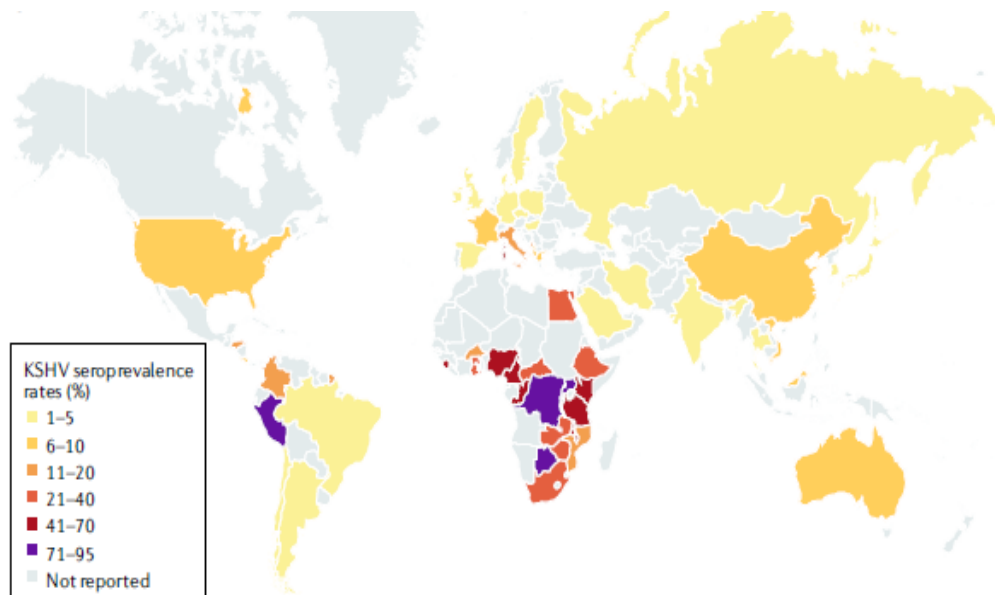 KSHV seroprevalence
rates (%)
1–5
6–10
11–20
21–40
41–70
71–95
Not reported